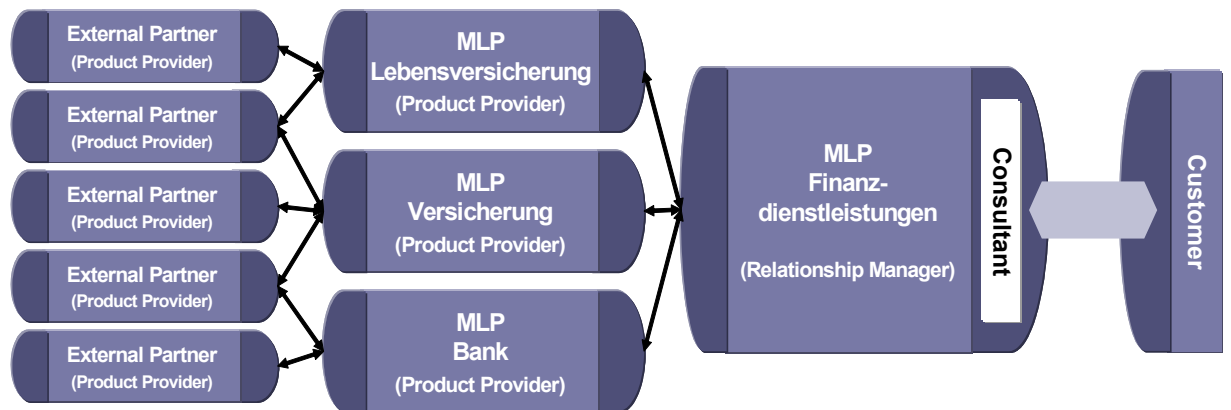 External Partner
(Product Provider)
External Partner
(Product Provider)
External Partner
(Product Provider)
External Partner
(Product Provider)
External Partner
(Product Provider)
MLP
Lebensversicherung
(Product Provider)
MLP
Versicherung
(Product Provider)
MLP
Bank
(Product Provider)
MLP
Finanz-
dienstleistungen
(Relationship Manager)
Consultant
Customer